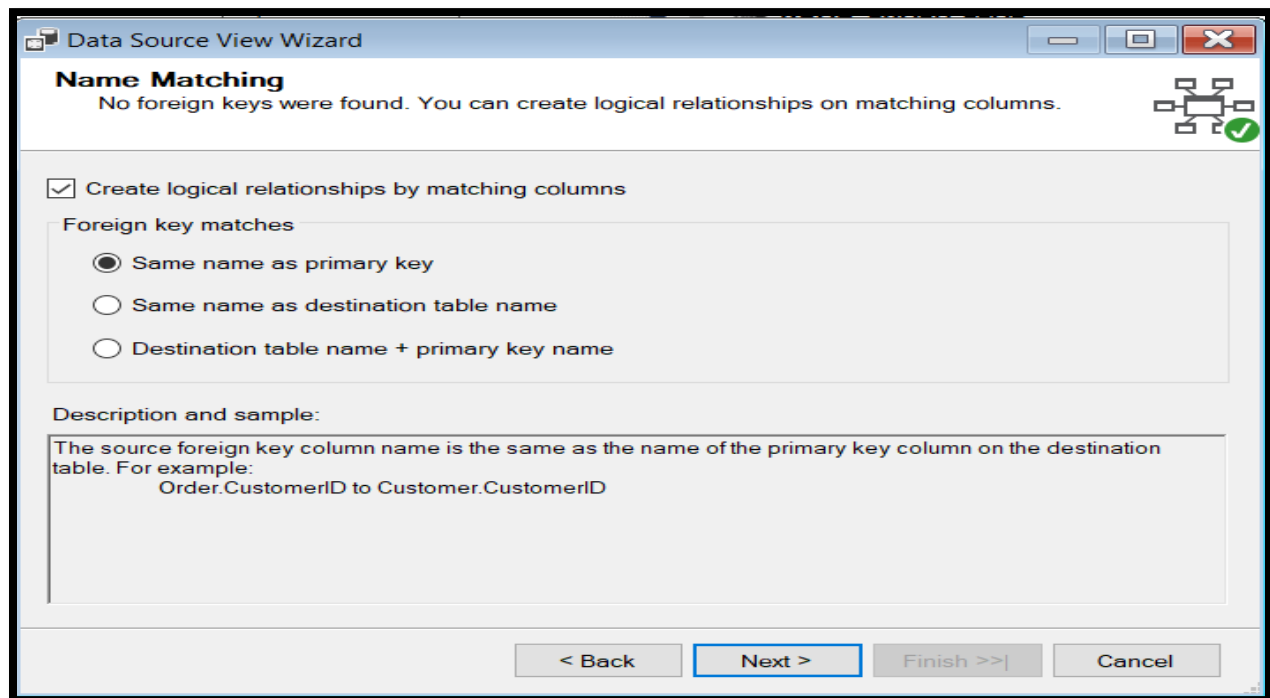 Data Source View Wizard
Name Matching
No foreign keys were found. You can create logical relationships on matching columns.
Create logical relationships by matching columns
Foreign key matches
Same name as primary key
Same name as destination table name
Destination table name + primary key name
Description and sample:
The source foreign key column name is the same as the name of the primary key column on the destination
table. For example:
Order.CustomerID to Customer.CustomerID
< Back
Next >
Finish >>|
Cancel